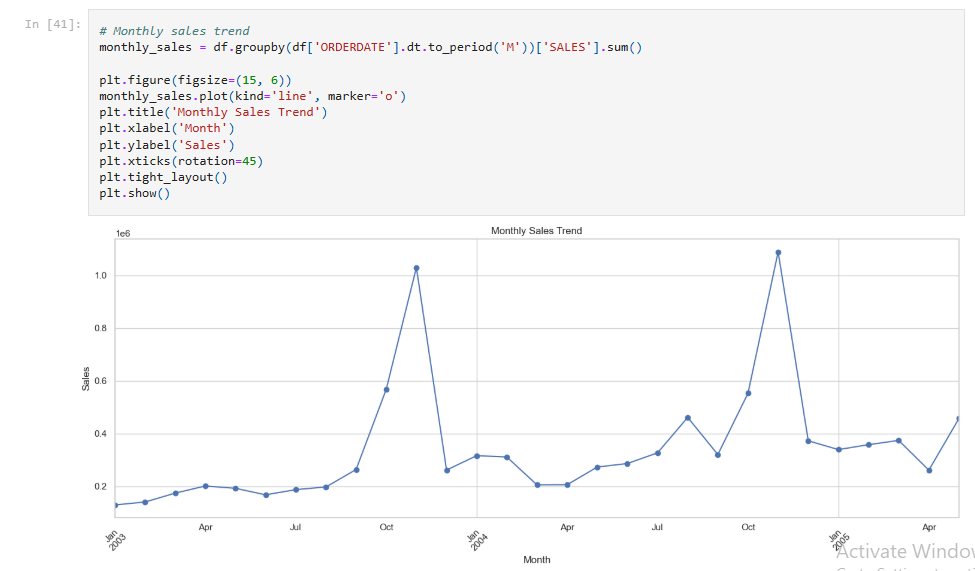 In [41]:
# Monthly sales trend
monthly_sales = df.groupby(df['ORDERDATE'].dt.to_period('M'))['SALES'].sum()
plt.figure(figsize=(15, 6))
monthly_sales.plot(kind='line', marker='o')
plt.title('Monthly Sales Trend')
plt.xlabel('Month')
plt.ylabel('Sales')
plt.xticks(rotation=45)
plt.tight_layout()
plt.show()
1e6
Monthly Sales Trend
1.0
0.8
0.6
0.4
0.2
Sales
Jan
2003
Apr
Jul
Oct
Jan
2004
Apr
Jul
Oct
Jan
2005
Apr
Month
Activate Window